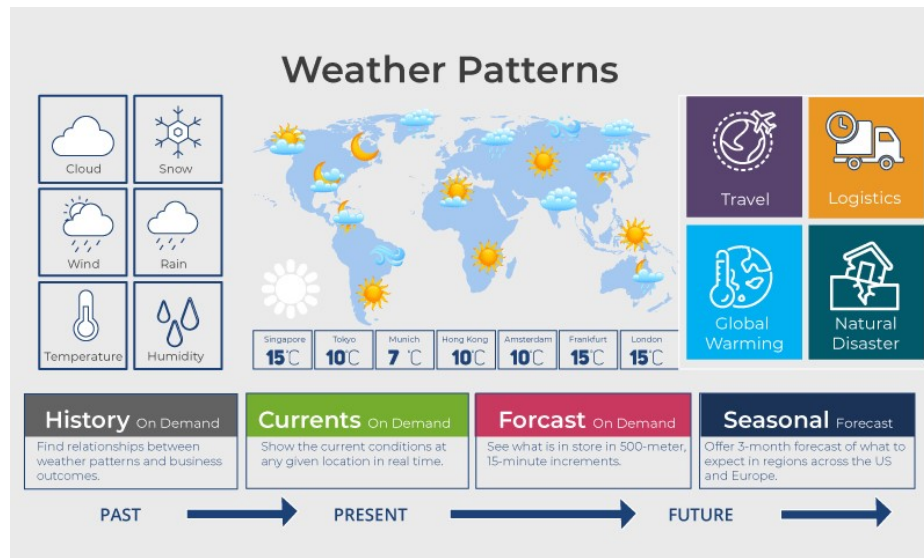 Weather Patterns
Cloud
Snow
Wind
Rain
Temperature
Humidity
Travel
Logistics
Global
Warming
Natural
Disaster
Singapore
15°C
Tokyo
10°C
Munich
7 °C
Hong Kong
10°C
Amsterdam
10°C
Frankfurt
15°C
London
15°C
History On Demand
Find relationships between
weather patterns and business
outcomes.
Currents On Demand
Show the current conditions at
any given location in real time.
Forcast On Demand
See what is in store in 500-meter,
15-minute increments.
Seasonal Forecast
Offer 3-month forecast of what to
expect in regions across the US
and Europe.
PAST
PRESENT
FUTURE